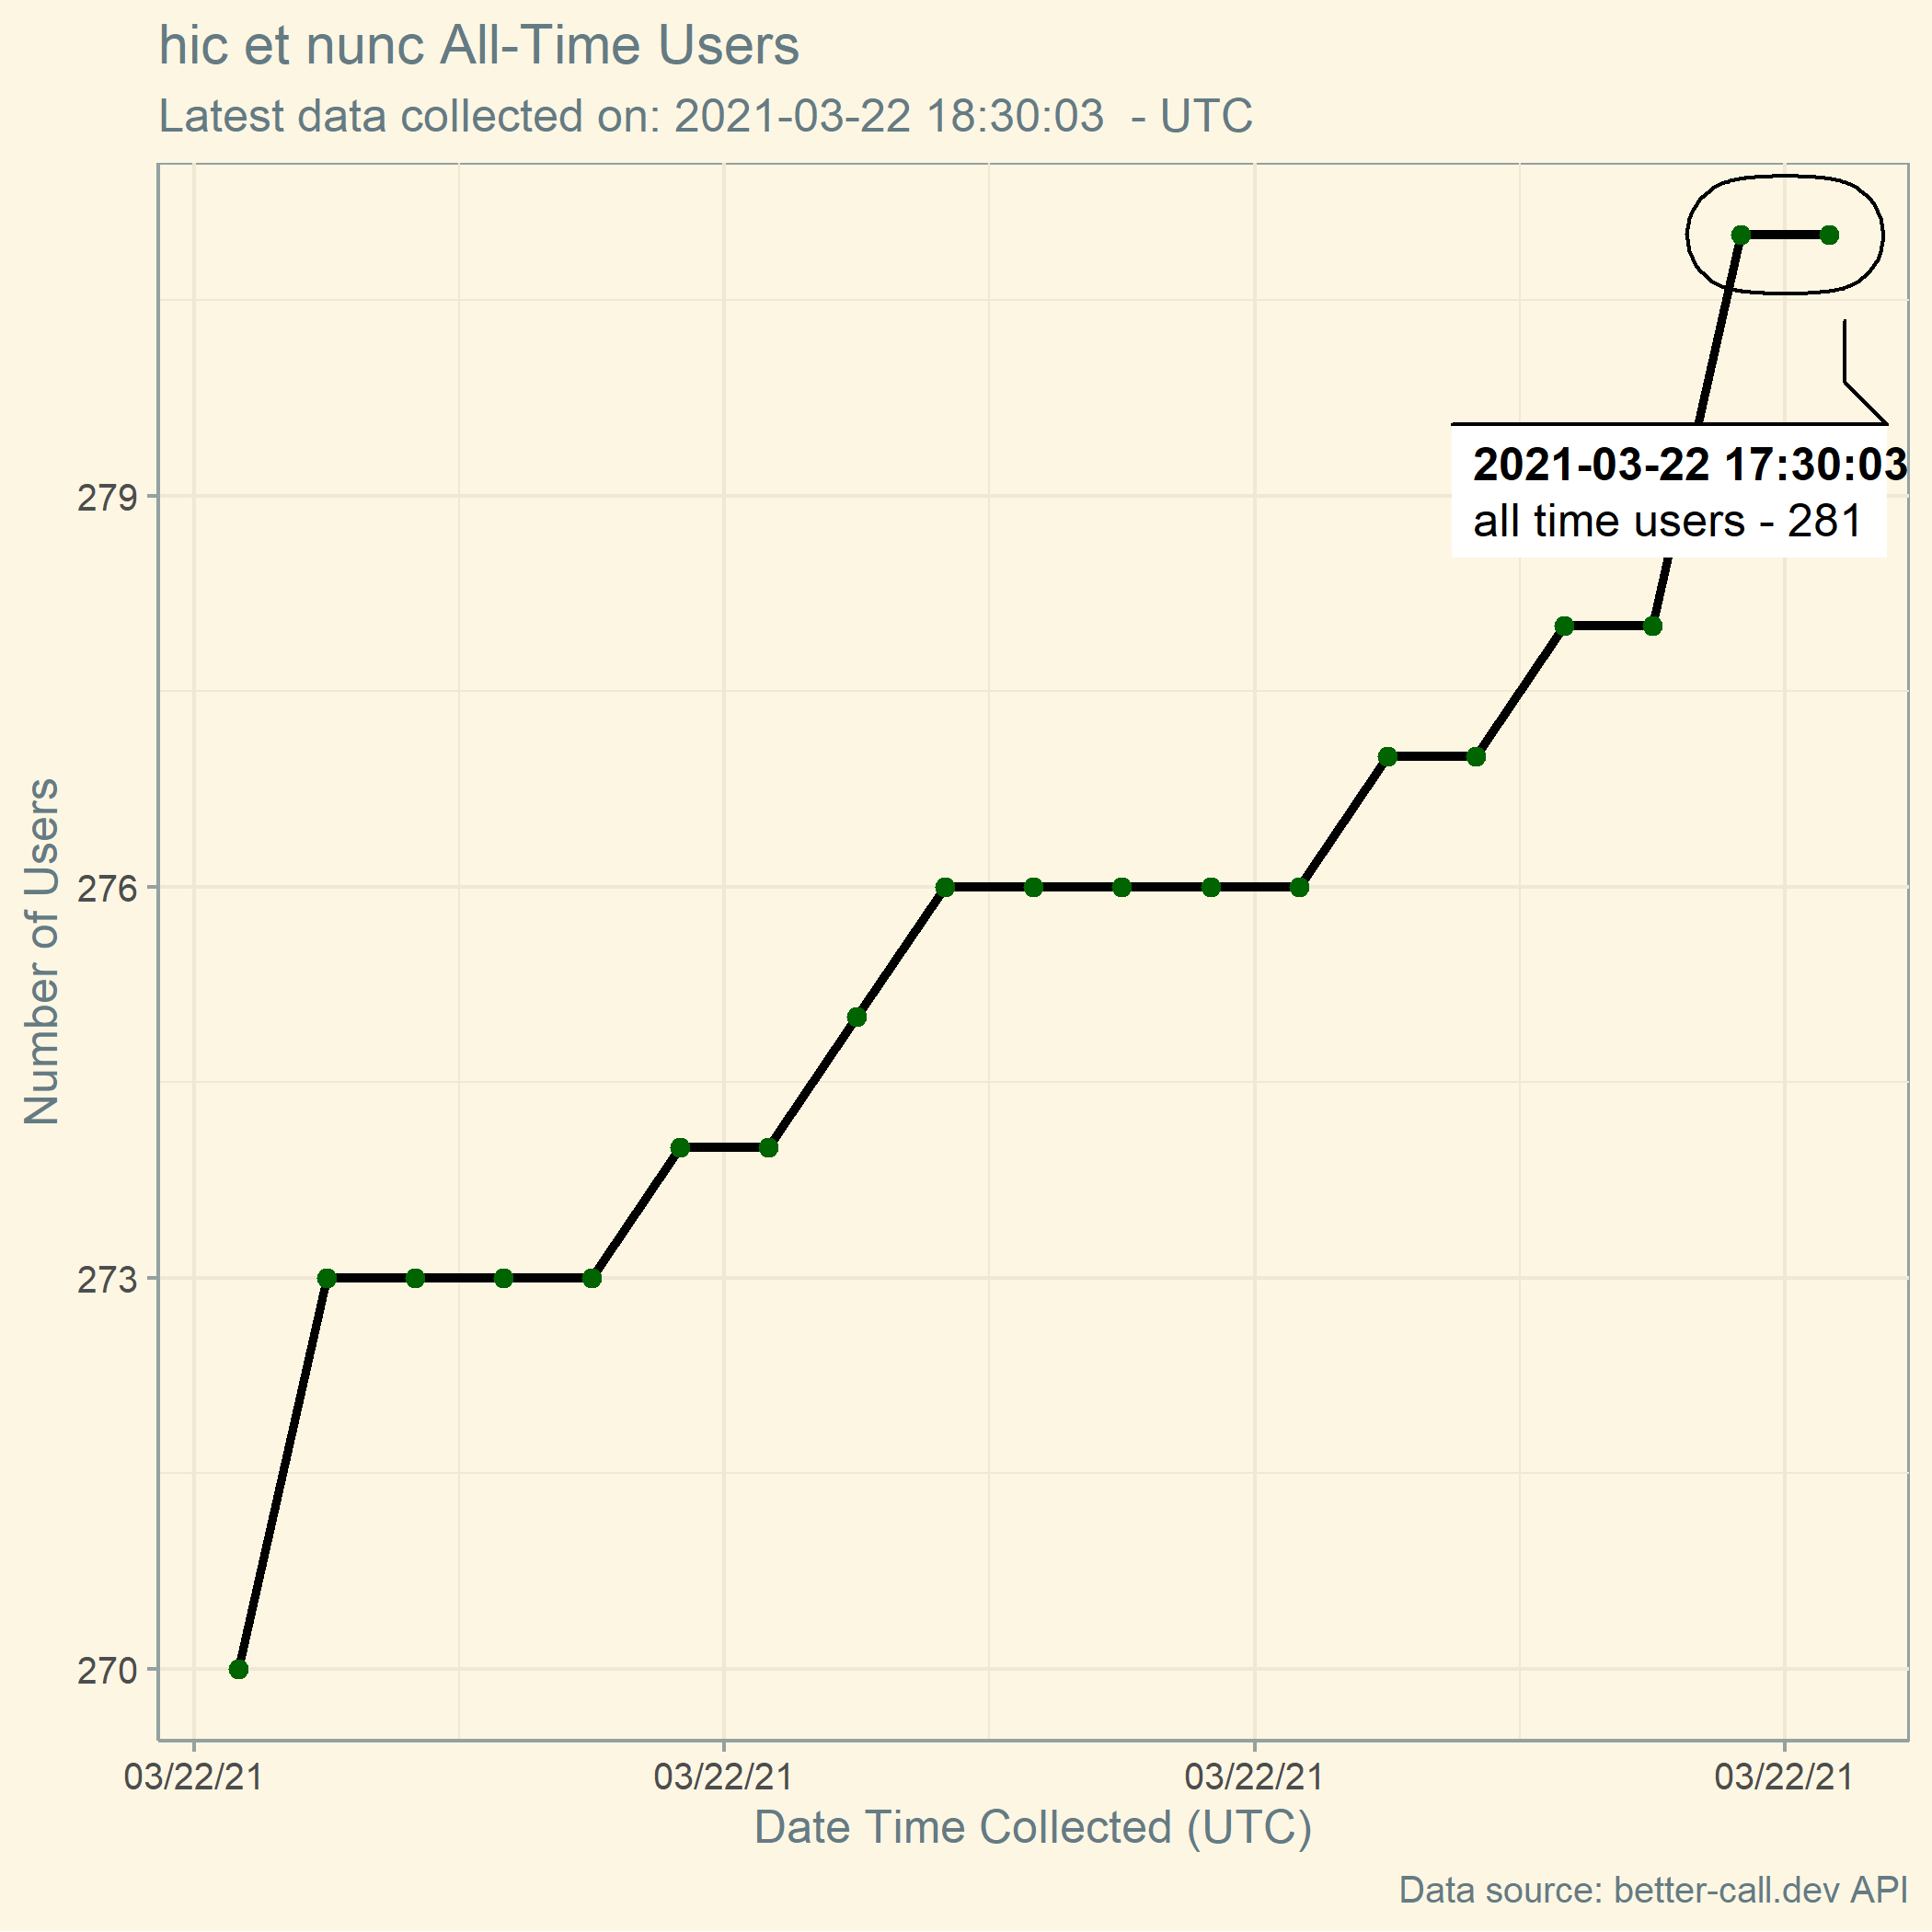 hic et nunc All-Time Users
Latest data collected on: 2021-03-22 18:30:03  - UTC
2021-03-22 17:30:03
all time users - 281
279
276
273
270
Number of Users
03/22/21 03/22/21 03/22/21 03/22/21
Date Time Collected (UTC)
Data source: better-call.dev API